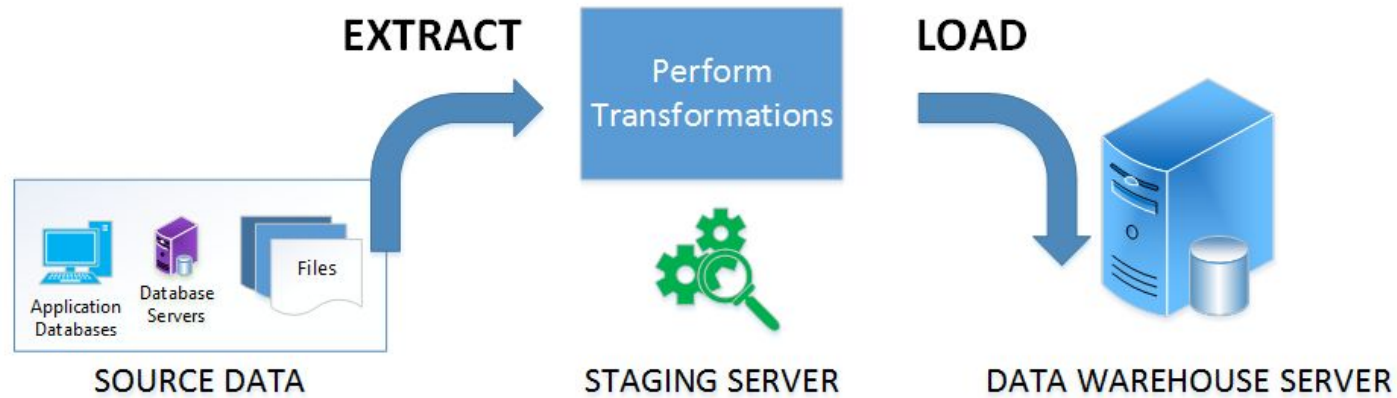 EXTRACT
Perform
Transformations
LOAD
Application
Databases
Database
Servers
Files
SOURCE DATA
STAGING SERVER
DATA WAREHOUSE SERVER